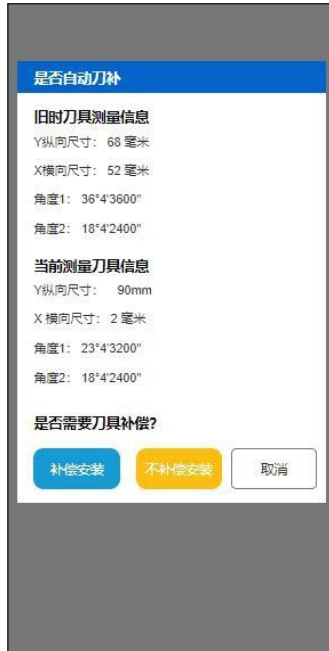 是否自动刀补
旧时刀具测量信息
Y纵向尺寸： 68 毫米
X横向尺寸： 52 毫米
角度1： 36°4'3600"
角度2： 18°4'2400"
当前测量刀具信息
Y纵向尺寸： 90mm
X 横向尺寸： 2 毫米
角度1： 23°4'3200"
角度2： 18°4'2400"
是否需要刀具补偿?
补偿安装 不补偿安装 取消